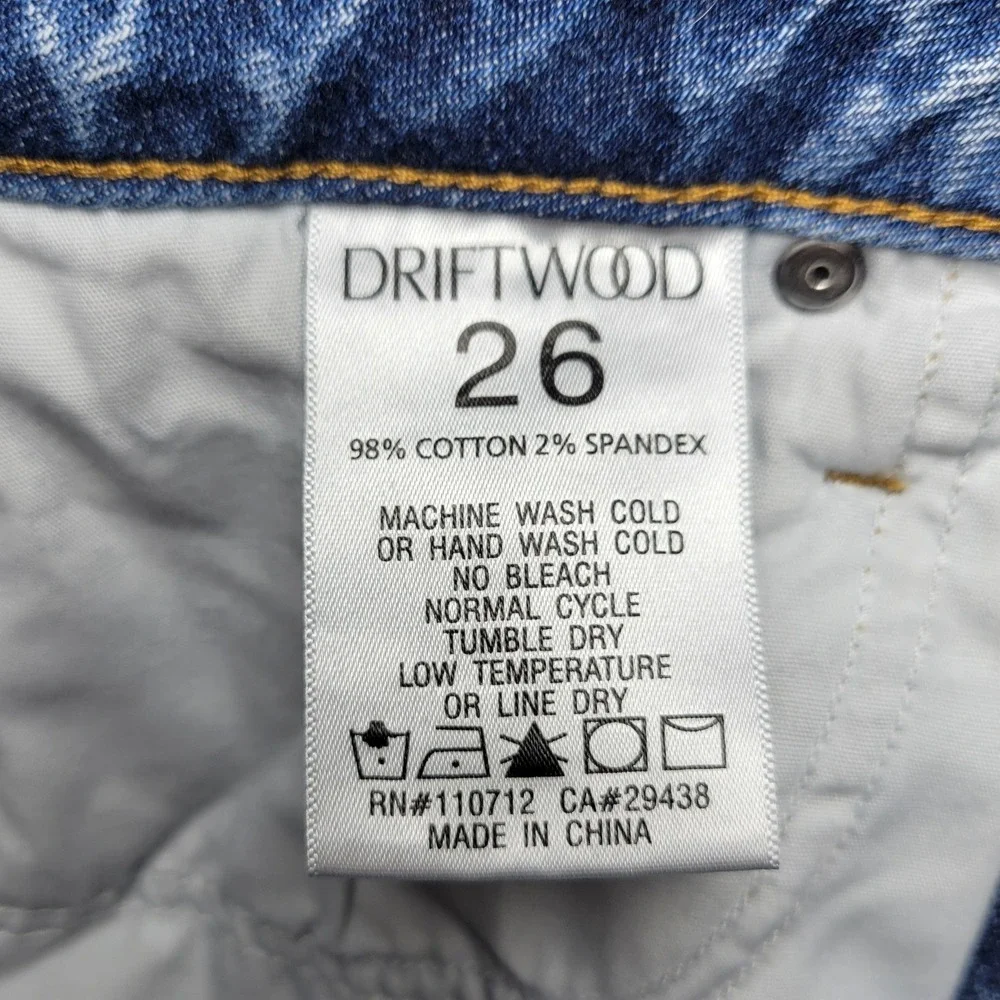 DRIFTWOOD
26
98% COTTON 2% SPANDEX
MACHINE WASH COLD
OR HAND WASH COLD
NO BLEACH
NORMAL CYCLE
TUMBLE DRY
LOW TEMPERATURE
OR LINE DRY
RN#110712 CA#29438
MADE IN CHINA